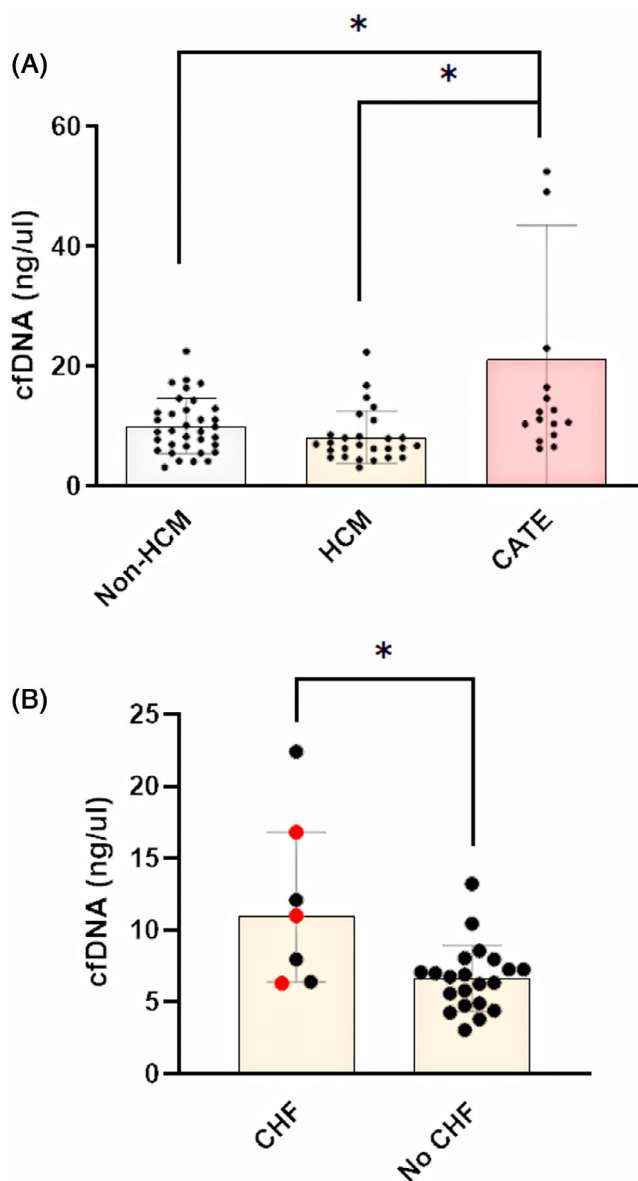 *
(A)
*
60
40
20
0
cfDNA (ng/ul)
Non-HCM
HCM
CATE
*
(B)
25
20
15
10
5
0
cfDNA (ng/ul)
CHF
No CHF